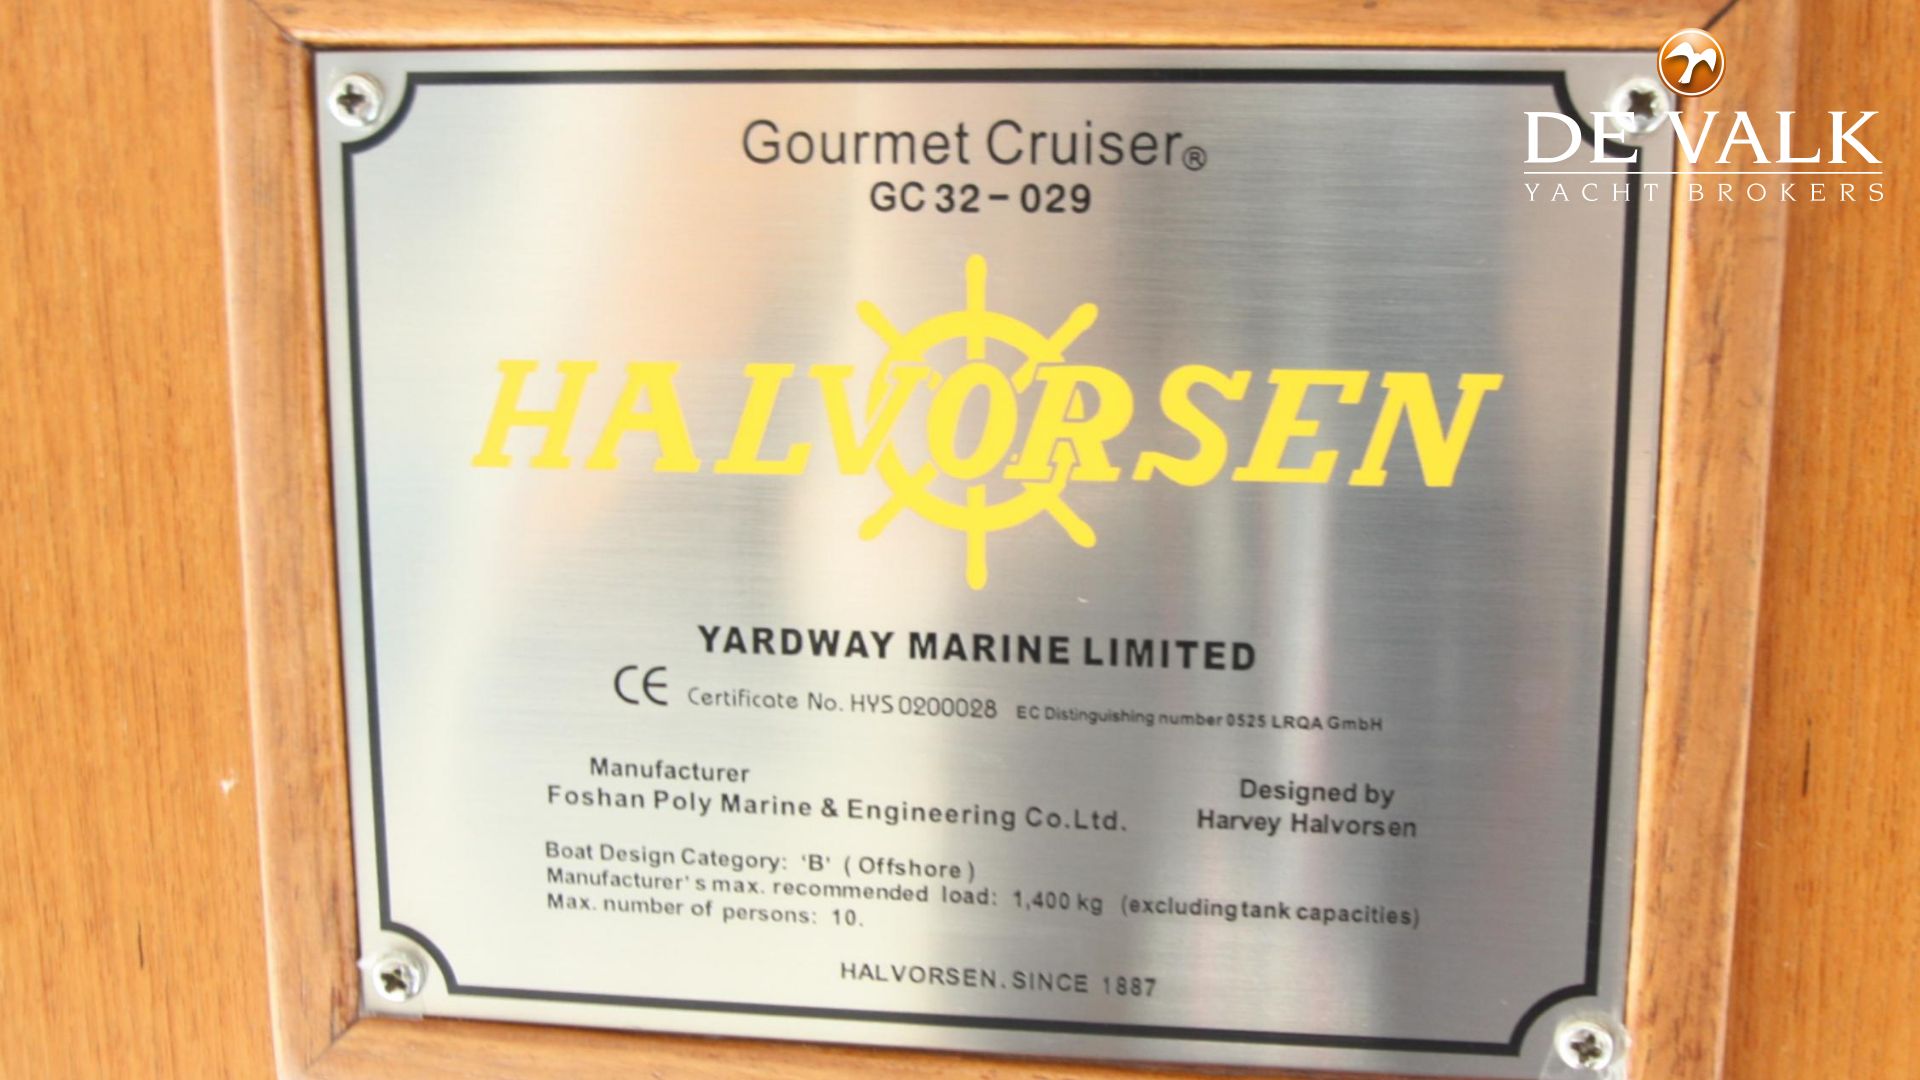 Gourmet Cruiser®
GC 32 - 029
HALVORSEN
YARDWAY MARINE LIMITED
CE Certificate No. HYS 0200028 EC Distinguishing number 0525 LRQA GmbH
Manufacturer
Foshan Poly Marine & Engineering Co.Ltd.
Designed by
Harvey Halvorsen
Boat Design Category: 'B' ( Offshore )
Manufacturer's max. recommended load: 1,400 kg (excluding tank capacities)
Max. number of persons: 10.
HALVORSEN. SINCE 1887
DE VALK
YACHT BROKERS